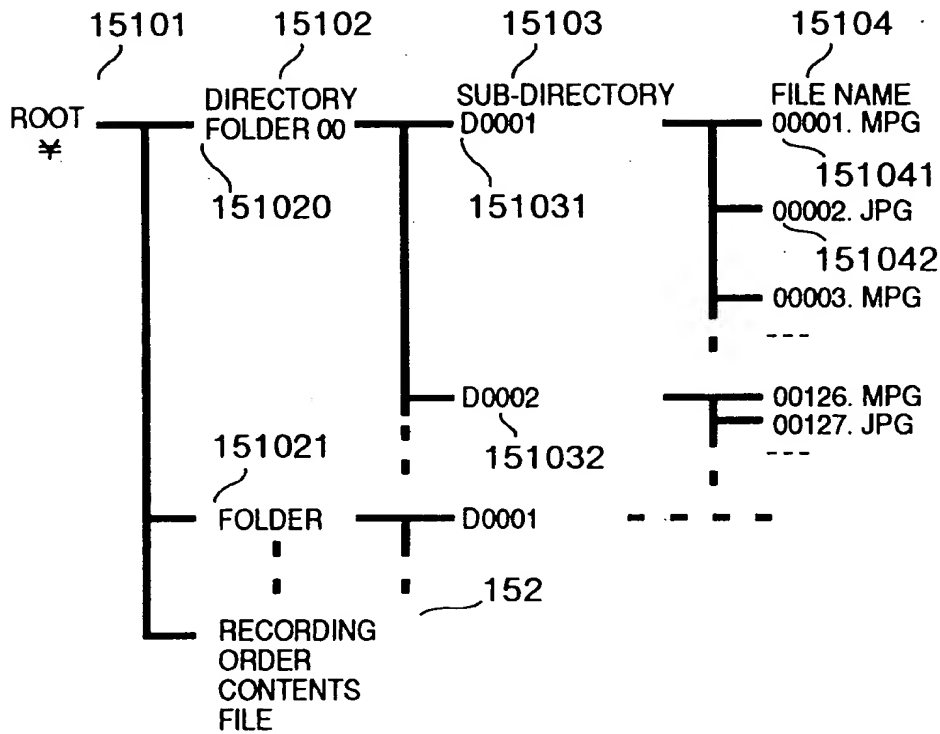 15101 15102 15103 15104
DIRECTORY SUB-DIRECTORY FILE NAME
ROOT FOLDER 00 D0001 00001. MPG
¥
151020 151031 151041
00002. JPG
151042
00003. MPG
----
D0002 00126. MPG
00127. JPG
151021 151032 ----
FOLDER D0001
152
RECORDING
ORDER
CONTENTS
FILE